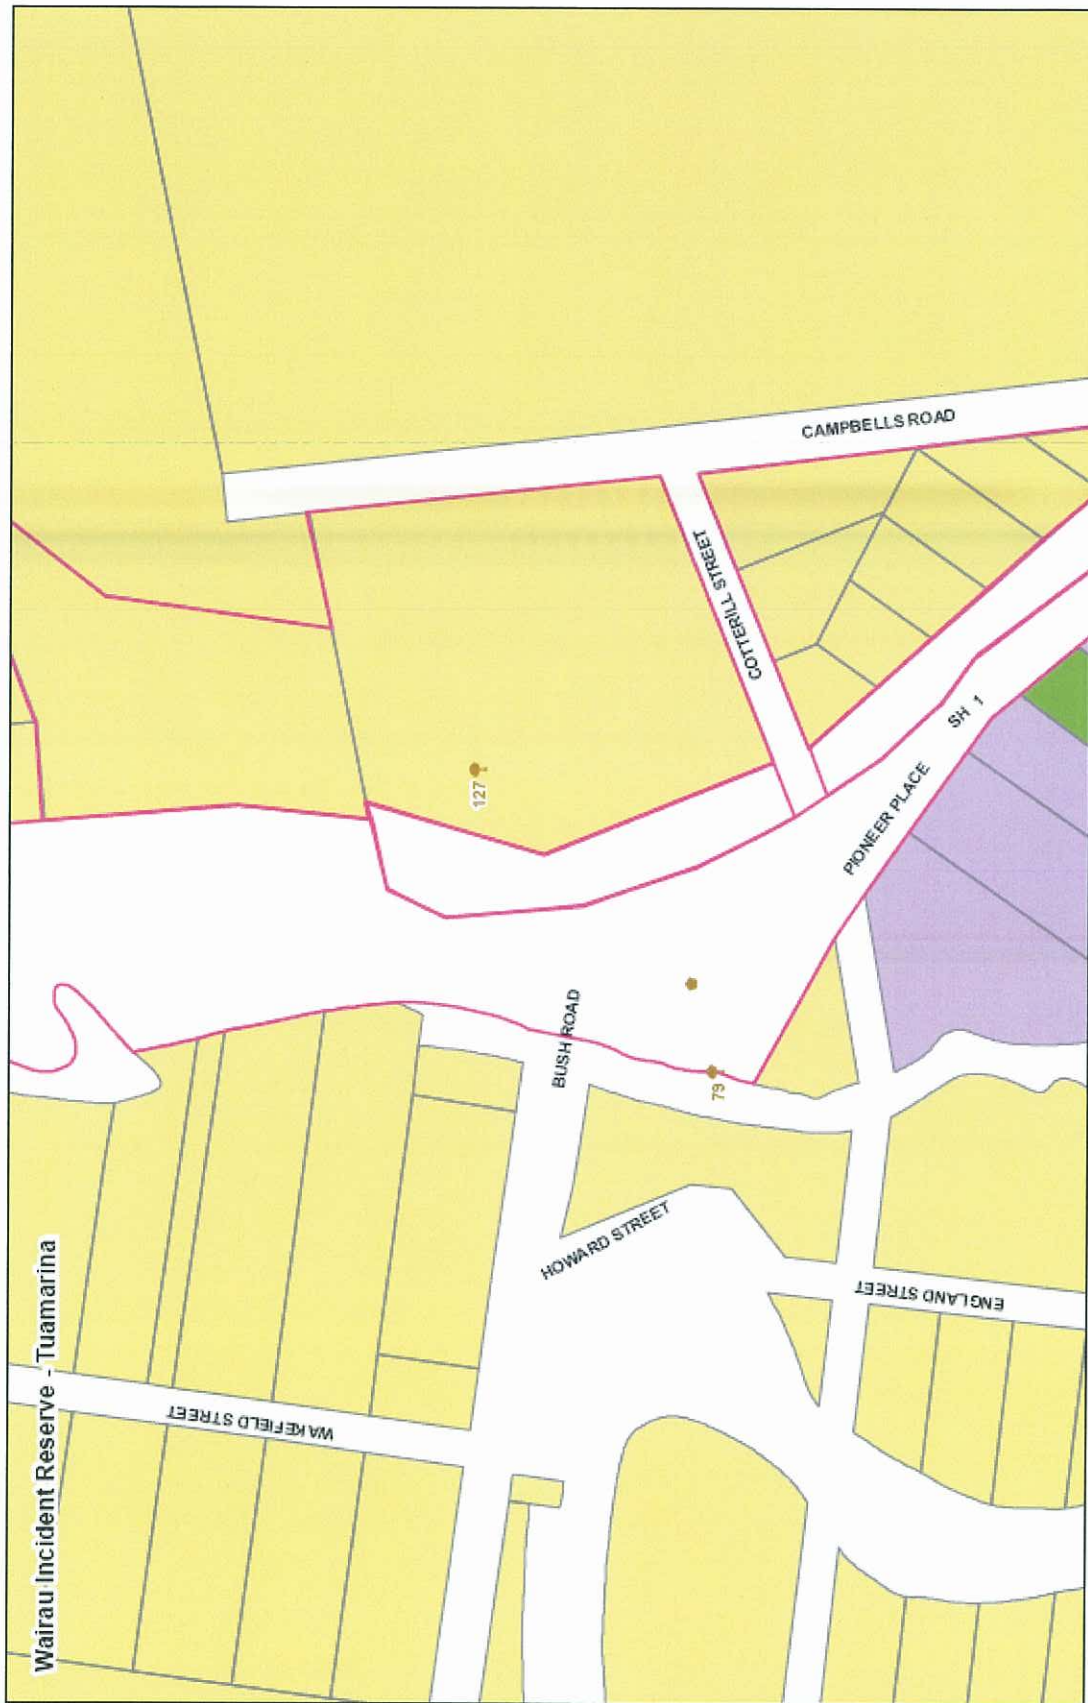 Wairau Incident Reserve - Tuamarina
WAKEFIELD STREET
BUSH ROAD
HOWARD STREET
ENGLAND STREET
79
127
COTTERILL STREET
CAMPBELLS ROAD
PIONEER PLACE
SH 1